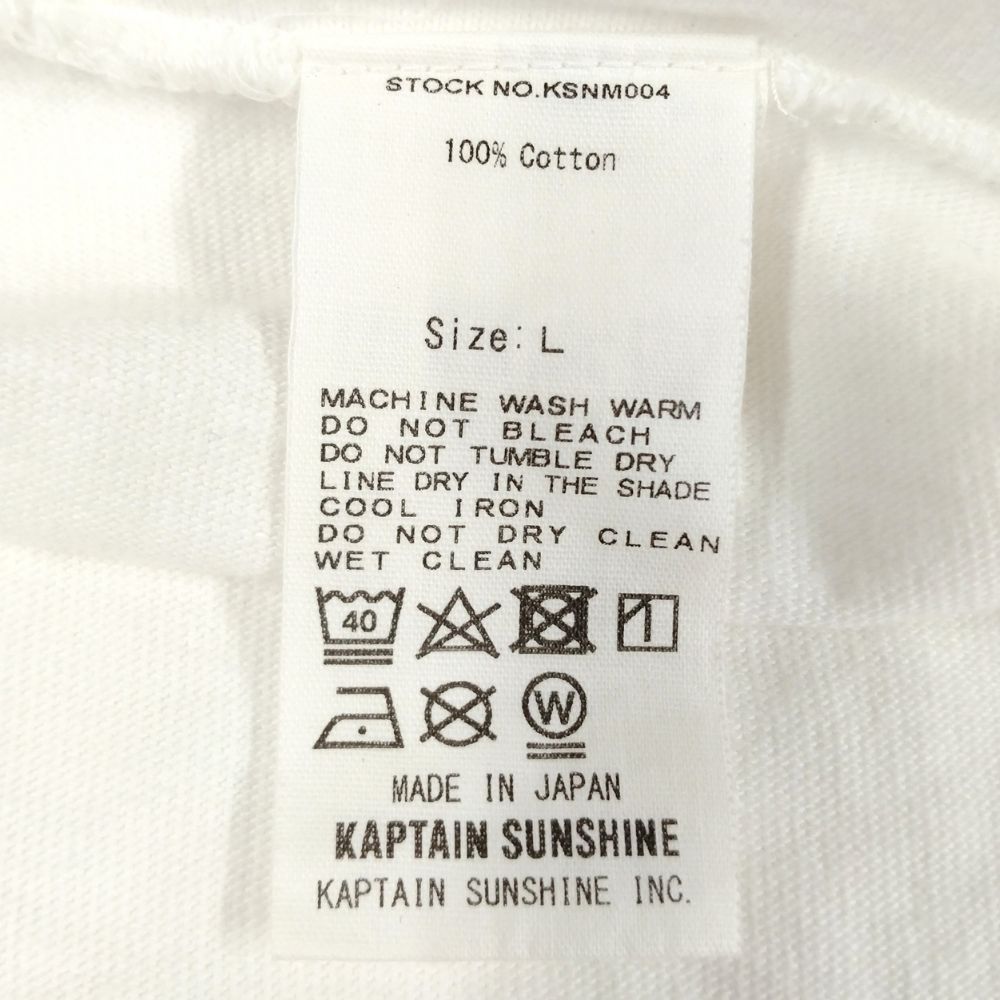 STOCK NO.KSNM004
100% Cotton
Size: L
MACHINE WASH WARM
DO NOT BLEACH
DO NOT TUMBLE DRY
LINE DRY IN THE SHADE
COOL IRON
DO NOT DRY CLEAN
WET CLEAN
40
W
MADE IN JAPAN
KAPTAIN SUNSHINE
KAPTAIN SUNSHINE INC.